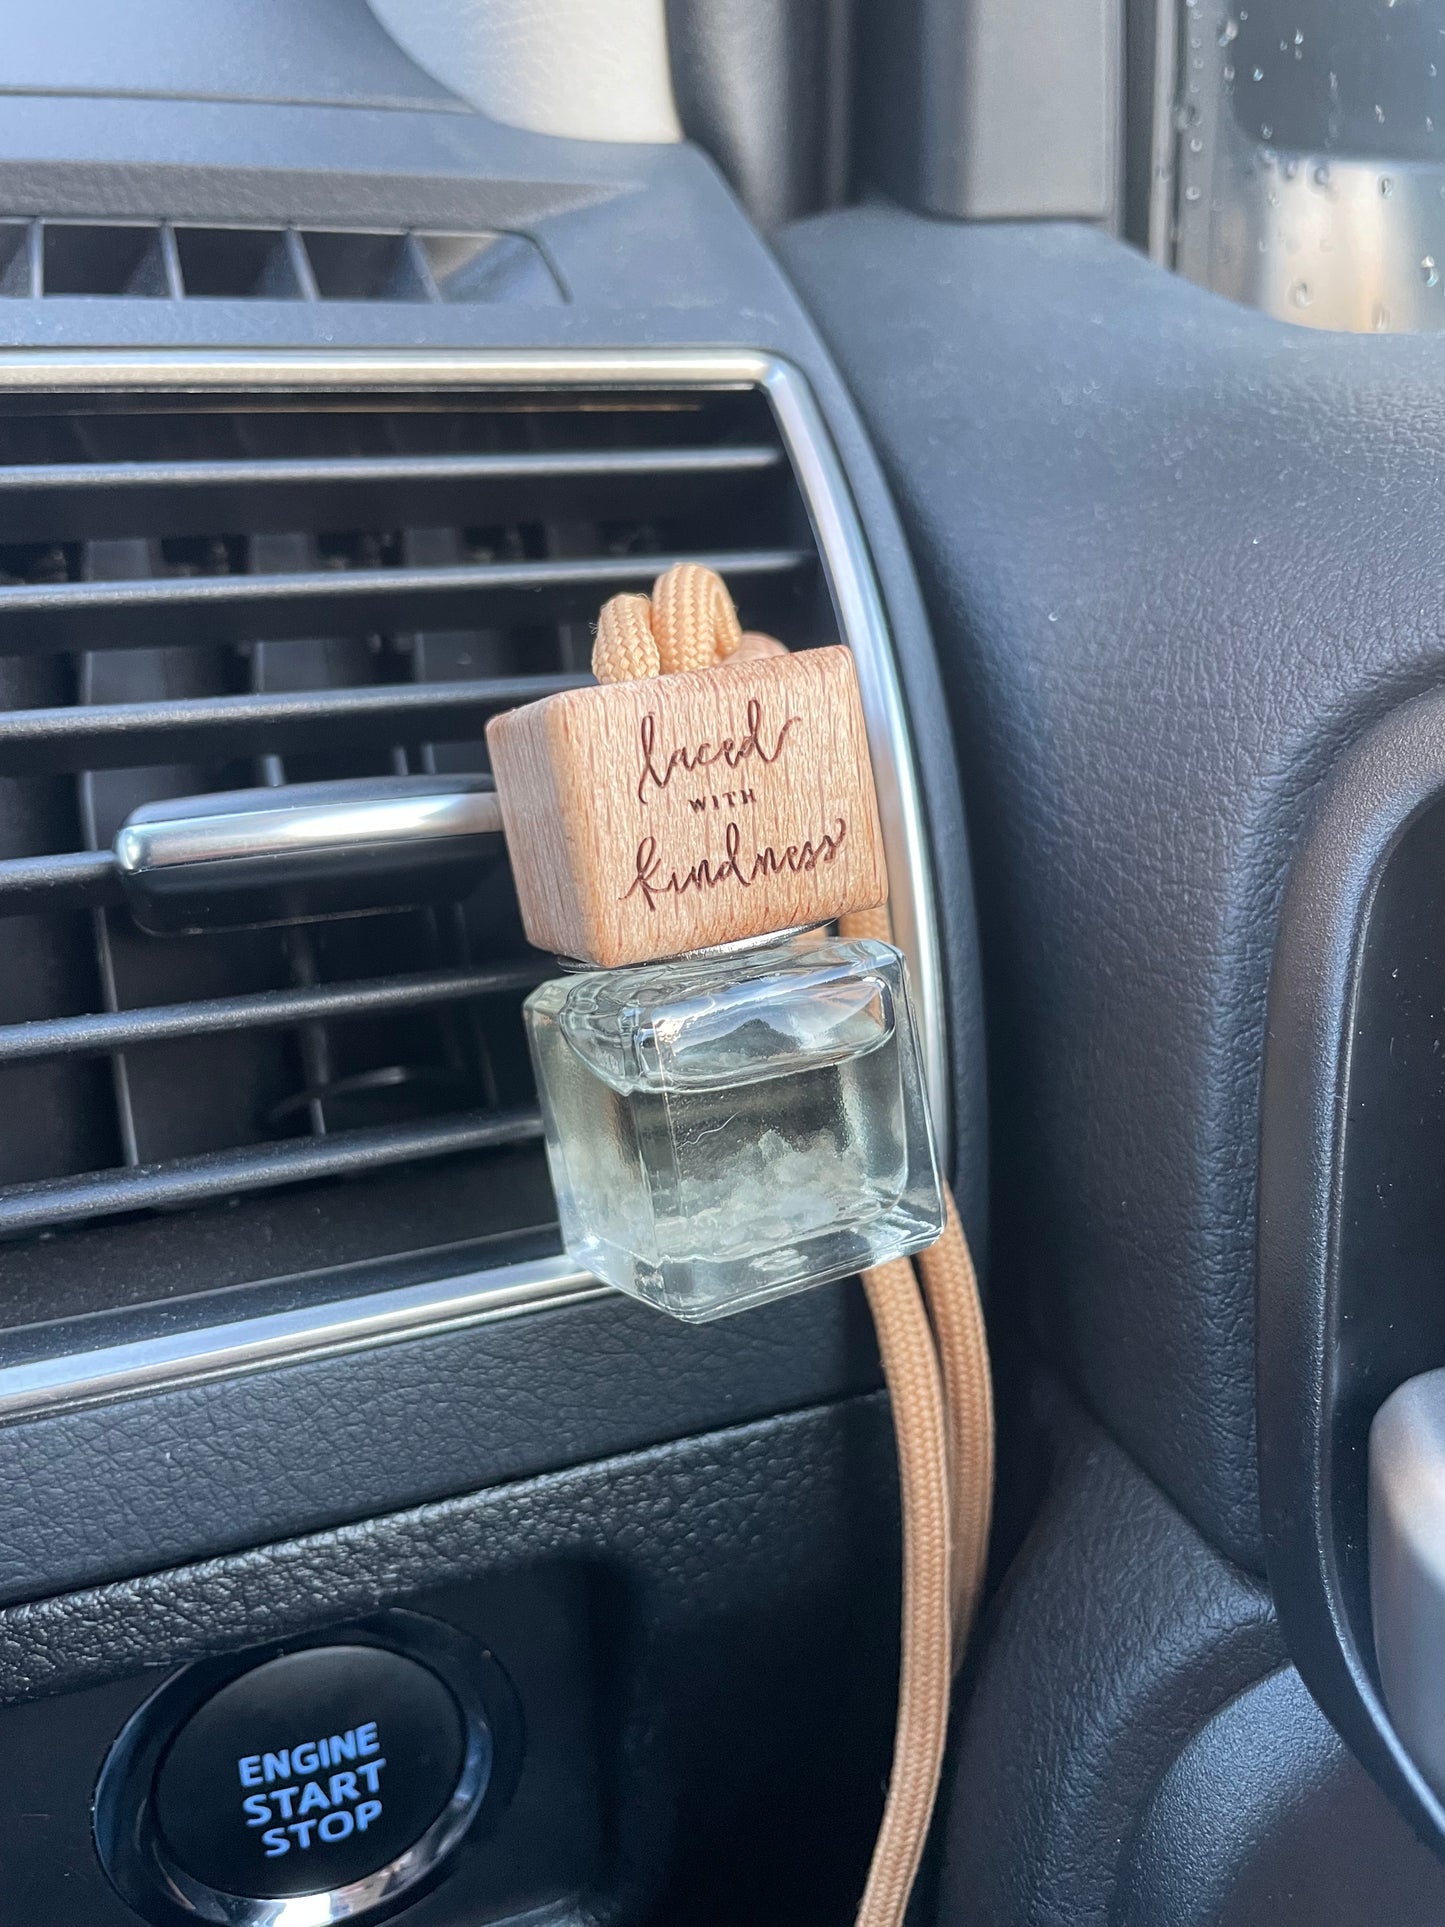 laced
WITH
kindness
ENGINE
START
STOP